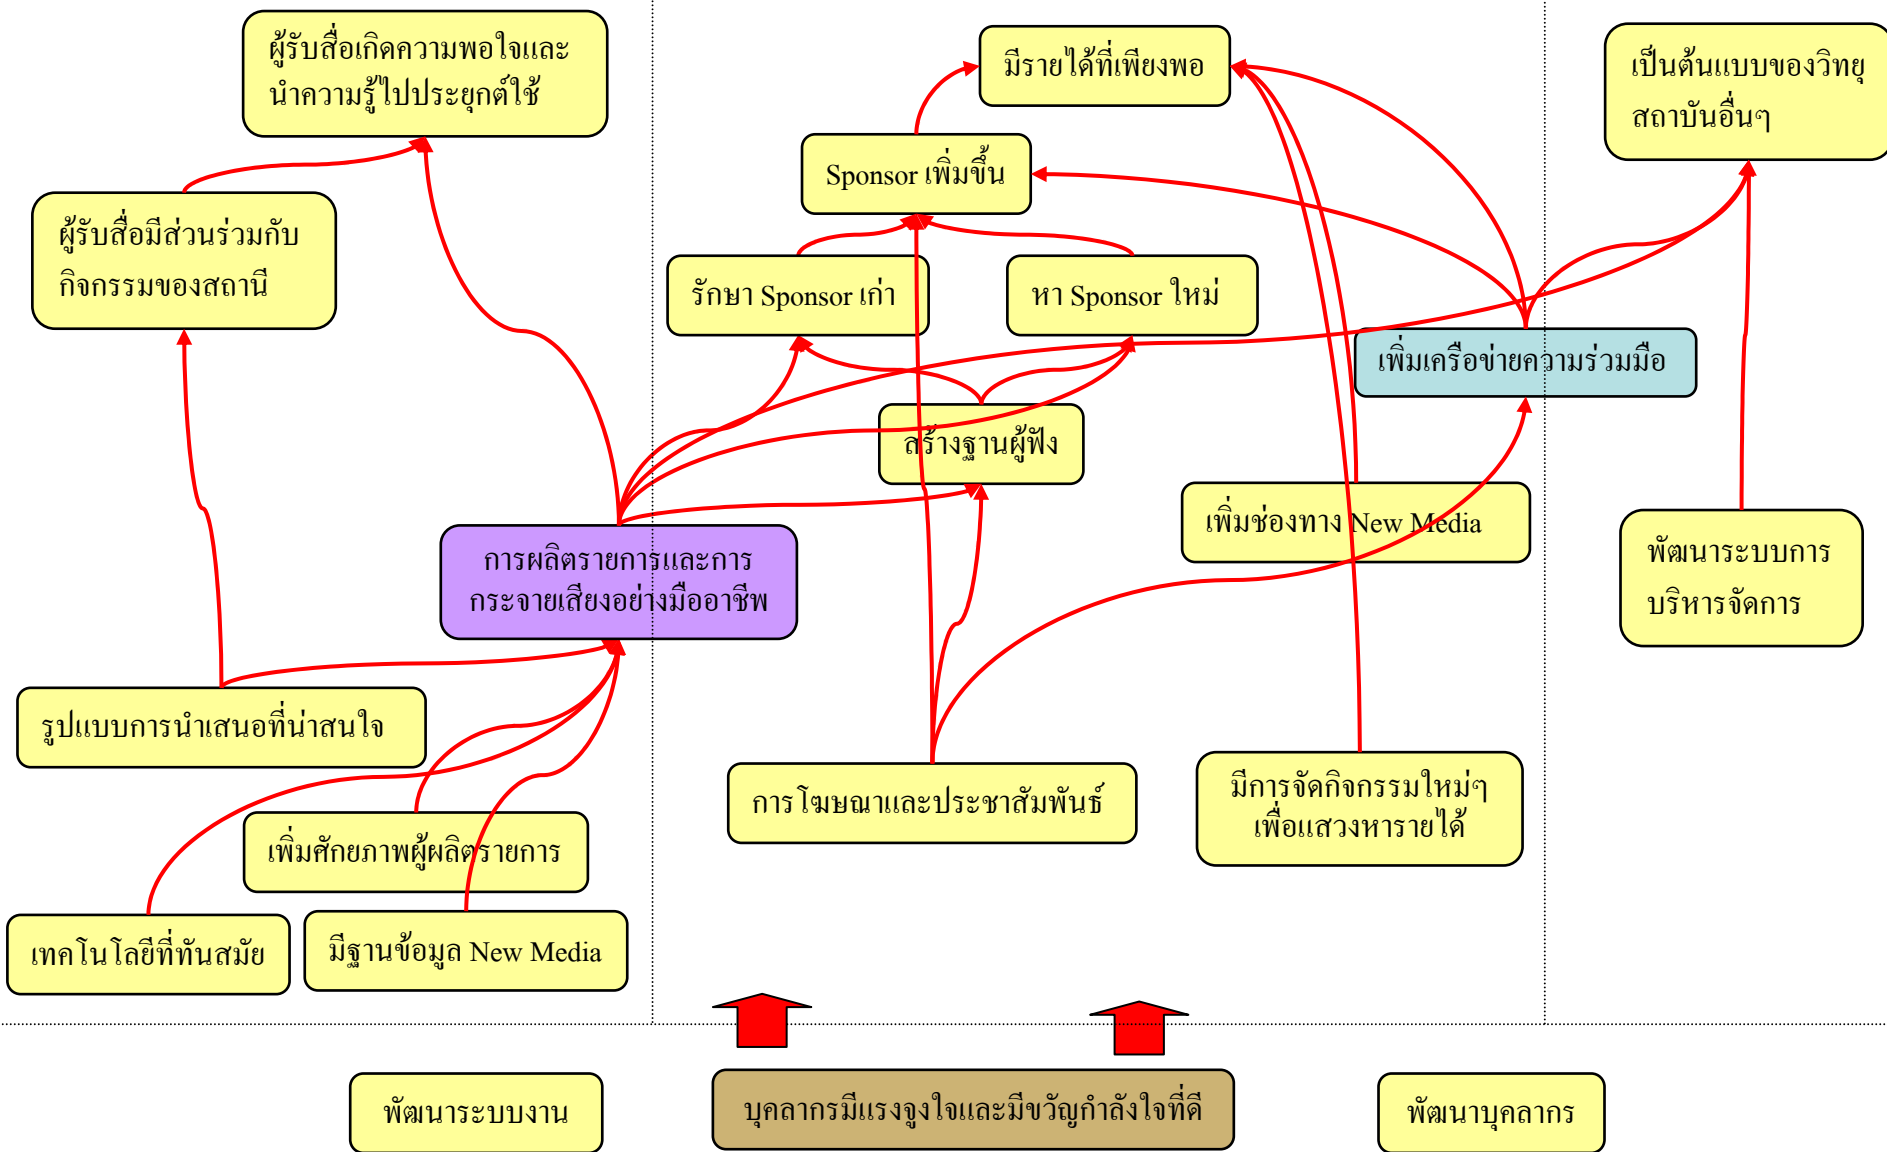 ผู้รับสื่อเกิดความพอใจและ
นำความรู้ไปประยุกต์ใช้
มีรายได้ที่เพียงพอ
เป็นต้นแบบของวิทยุ
สถาบันอื่นๆ
Sponsor เพิ่มขึ้น
ผู้รับสื่อมีส่วนร่วมกับ
กิจกรรมของสถานี
รักษา Sponsor เก่า
หา Sponsor ใหม่
เพิ่มเครือข่ายความร่วมมือ
สร้างฐานผู้ฟัง
เพิ่มช่องทาง New Media
การผลิตรายการและการ
กระจายเสียงอย่างมืออาชีพ
พัฒนาระบบการ
บริหารจัดการ
รูปแบบการนำเสนอที่น่าสนใจ
การโฆษณาและประชาสัมพันธ์
มีการจัดกิจกรรมใหม่ๆ
เพื่อแสวงหารายได้
เพิ่มศักยภาพผู้ผลิตรายการ
เทคโนโลยีที่ทันสมัย
มีฐานข้อมูล New Media
พัฒนาระบบงาน
บุคลากรมีแรงจูงใจและมีขวัญกำลังใจที่ดี
พัฒนาบุคลากร